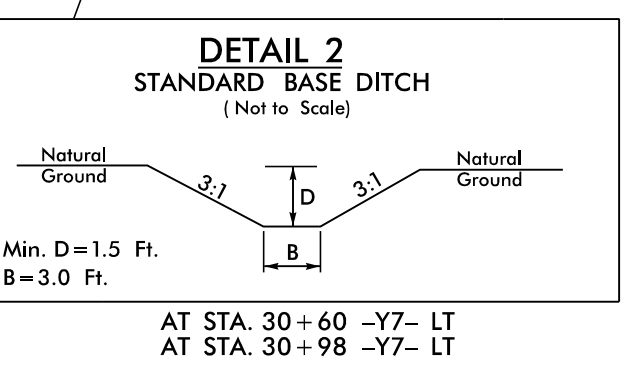 DETAIL 2
STANDARD BASE DITCH
( Not to Scale)
Natural
Ground
3:1
D
3:1
Natural
Ground
B
Min. D=1.5 Ft.
B=3.0 Ft.
AT STA. 30+60 -Y7- LT
AT STA. 30+98 -Y7- LT